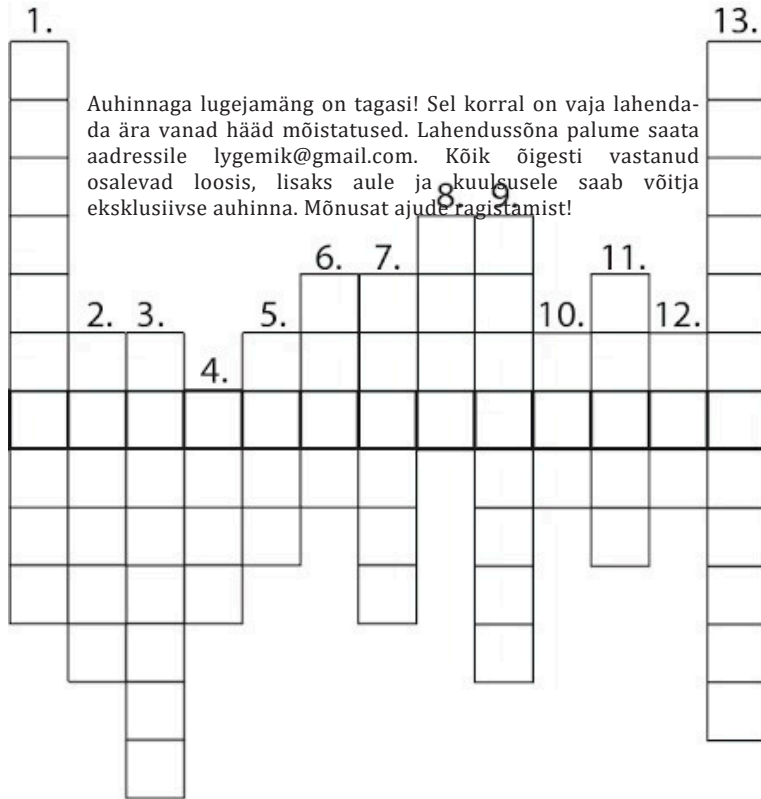 1.
13.
Auhinnaga lugejamäng on tagasi! Sel korral on vaja lahenda-
da ära vanad hääd mõistatused. Lahendussõna palume saata
aadressile lygemik@gmail.com. Kõik õigesti vastanud
osalevad loosis, lisaks aule ja kuulsusele saab võitja
eksklusiivse auhinna. Mõnusat ajude ragistamist!
8. 9.
6. 7. 11.
2. 3. 5. 10. 12.
4.